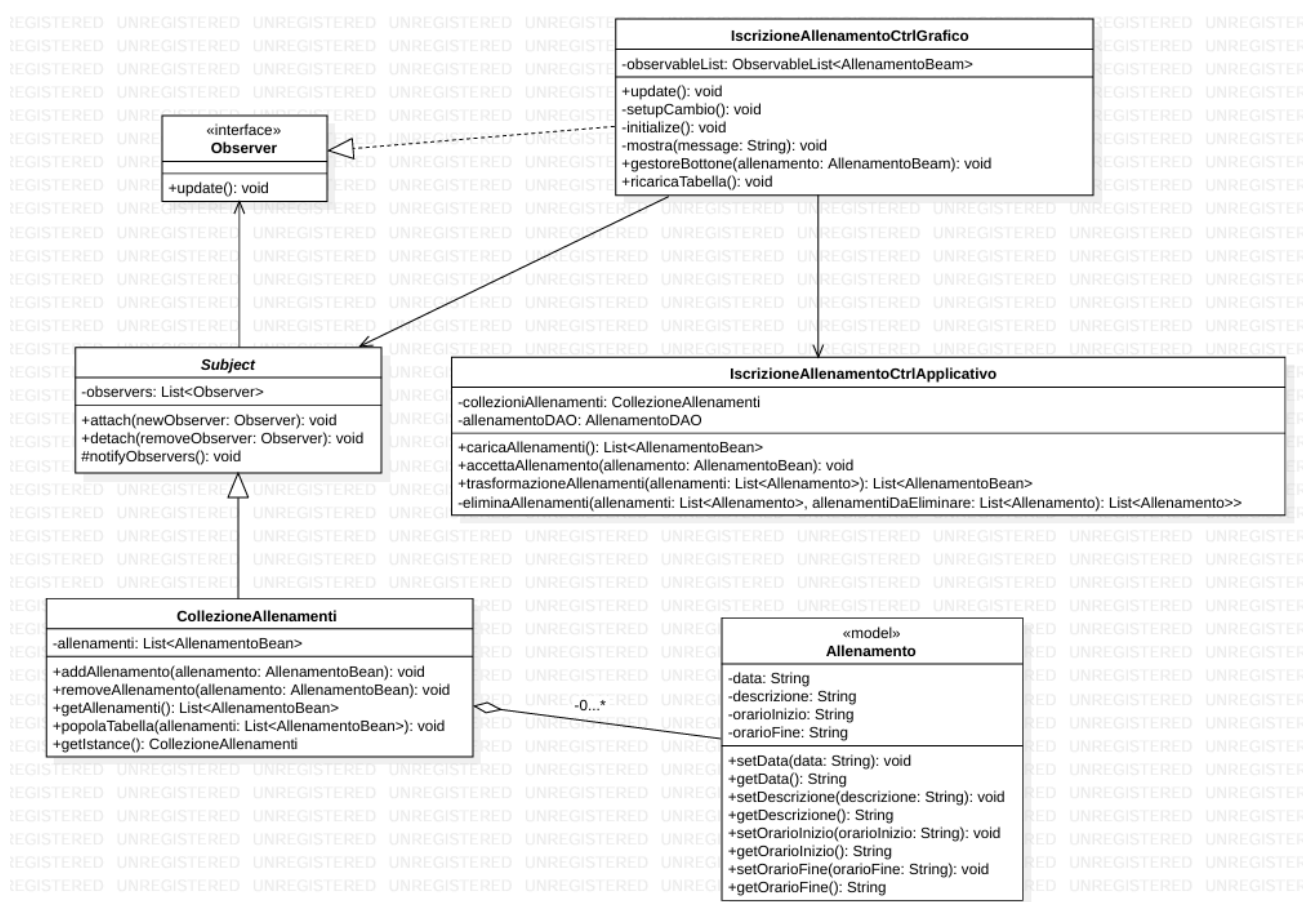 IscrizioneAllenamentoCtrlGrafico
-observableList: ObservableList<AllenamentoBeam>
+update(): void
-setupCambio(): void
-initialize(): void
-mostra(message: String): void
+gestoreBottone(allenamento: AllenamentoBeam): void
+ricaricaTabella(): void
«interface»
Observer
+update(): void
Subject
-observers: List<Observer>
+attach(newObserver: Observer): void
+detach(removeObserver: Observer): void
#notifyObservers(): void
IscrizioneAllenamentoCtrlApplicativo
-collezioniAllenamenti: CollezioneAllenamenti
-allenamentoDAO: AllenamentoDAO
+caricaAllenamenti(): List<AllenamentoBean>
+accettaAllenamento(allenamento: AllenamentoBean): void
+trasformazioneAllenamenti(allenamenti: List<Allenamento>): List<AllenamentoBean>
-eliminaAllenamenti(allenamenti: List<Allenamento>, allenamentiDaEliminare: List<Allenamento): List<Allenamento>>
CollezioneAllenamenti
-allenamenti: List<AllenamentoBean>
+addAllenamento(allenamento: AllenamentoBean): void
+removeAllenamento(allenamento: AllenamentoBean): void
+getAllenamenti(): List<AllenamentoBean>
+popolaTabella(allenamenti: List<AllenamentoBean>): void
+getIstance(): CollezioneAllenamenti
-0...*
«model»
Allenamento
-data: String
-descrizione: String
-orarioInizio: String
-orarioFine: String
+setData(data: String): void
+getData(): String
+setDescrizione(descrizione: String): void
+getDescrizione(): String
+setOrarioInizio(orarioInizio: String): void
+getOrarioInizio(): String
+setOrarioFine(orarioFine: String): void
+getOrarioFine(): String
UNREGISTERED